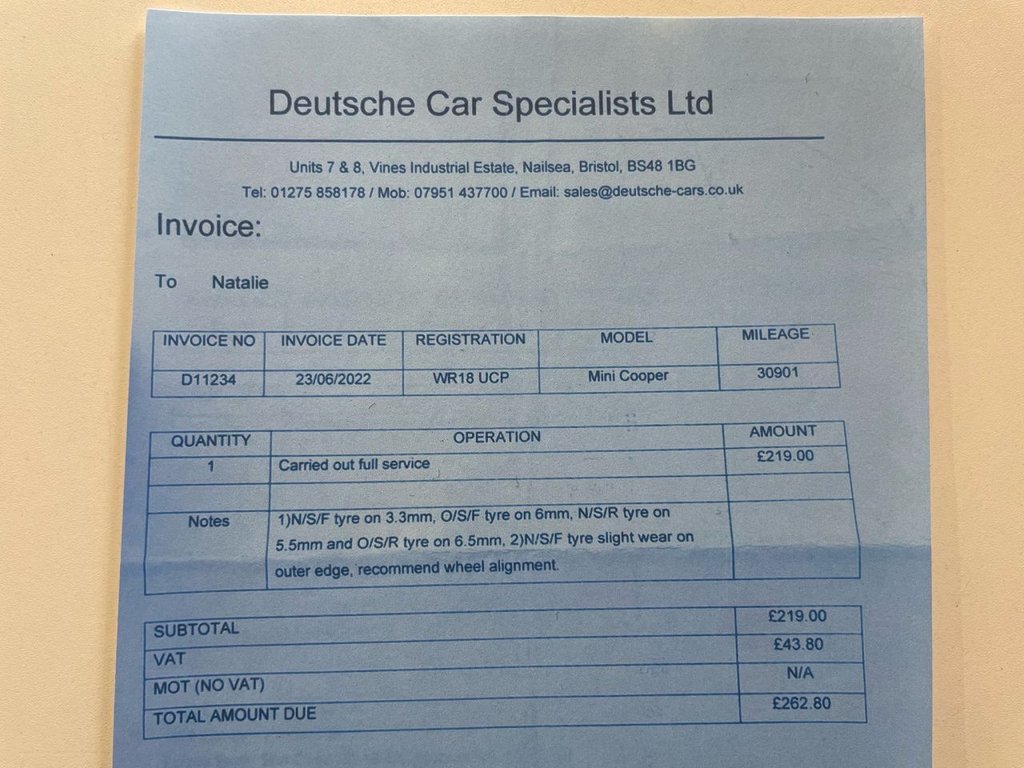 Deutsche Car Specialists Ltd
Units 7 & 8, Vines Industrial Estate, Nailsea, Bristol, BS48 1BG
Tel: 01275 858178 / Mob: 07951 437700 / Email: sales@deutsche-cars.co.uk
Invoice:
To Natalie
INVOICE NO INVOICE DATE REGISTRATION MODEL MILEAGE
D11234 23/06/2022 WR18 UCP Mini Cooper 30901
QUANTITY OPERATION AMOUNT
1 Carried out full service £219.00
Notes 1)N/S/F tyre on 3.3mm, O/S/F tyre on 6mm, N/S/R tyre on
5.5mm and O/S/R tyre on 6.5mm, 2)N/S/F tyre slight wear on
outer edge, recommend wheel alignment.
SUBTOTAL £219.00
VAT £43.80
MOT (NO VAT) N/A
TOTAL AMOUNT DUE £262.80